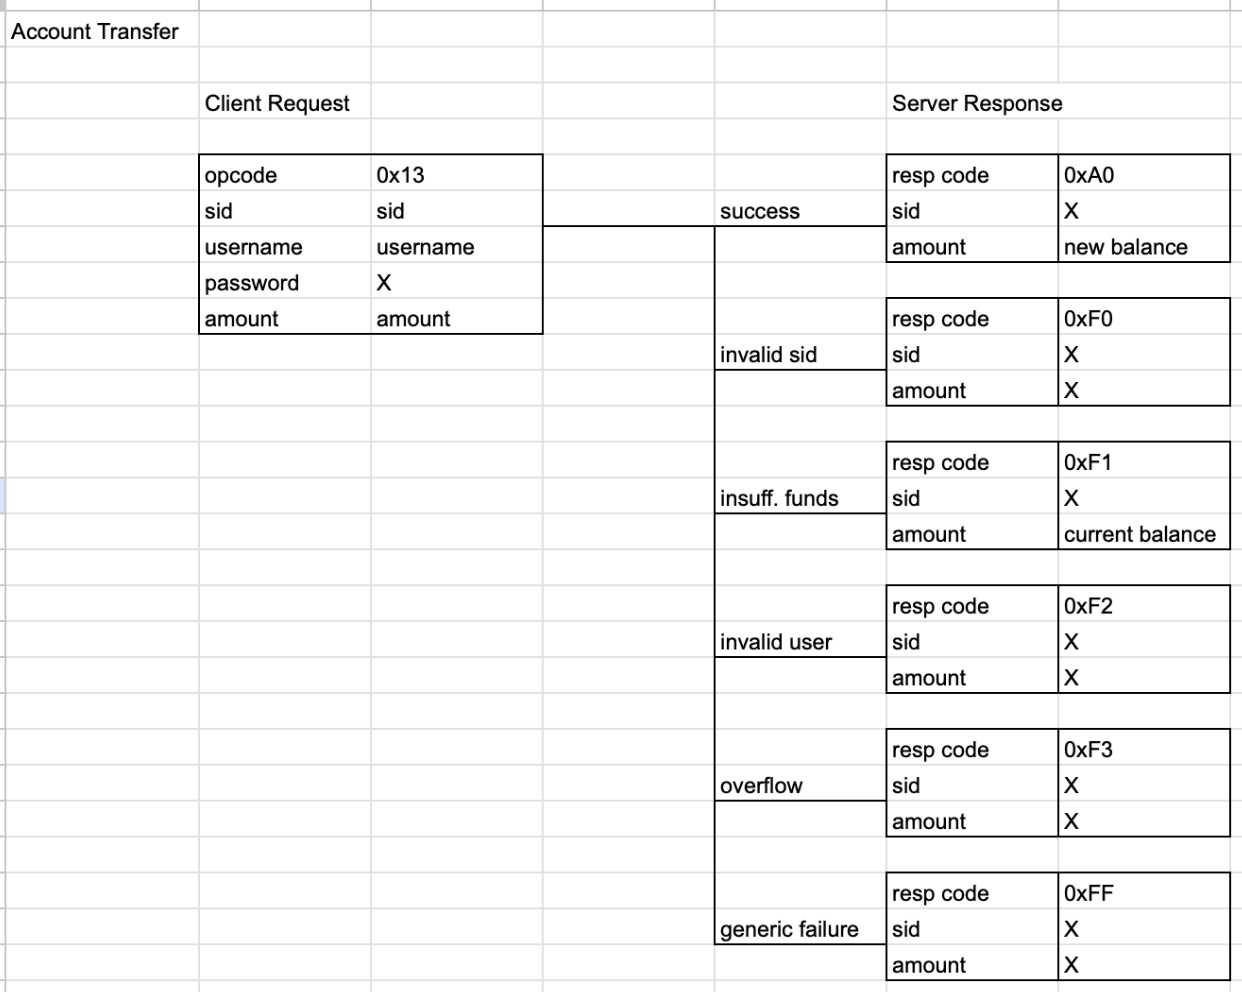 Account Transfer
Client Request Server Response
opcode 0x13 resp code 0xA0
sid sid success sid X
username username amount new balance
password X
amount amount resp code 0xF0
invalid sid sid X
amount X
resp code 0xF1
insuff. funds sid X
amount current balance
resp code 0xF2
invalid user sid X
amount X
resp code 0xF3
overflow sid X
amount X
resp code 0xFF
generic failure sid X
amount X